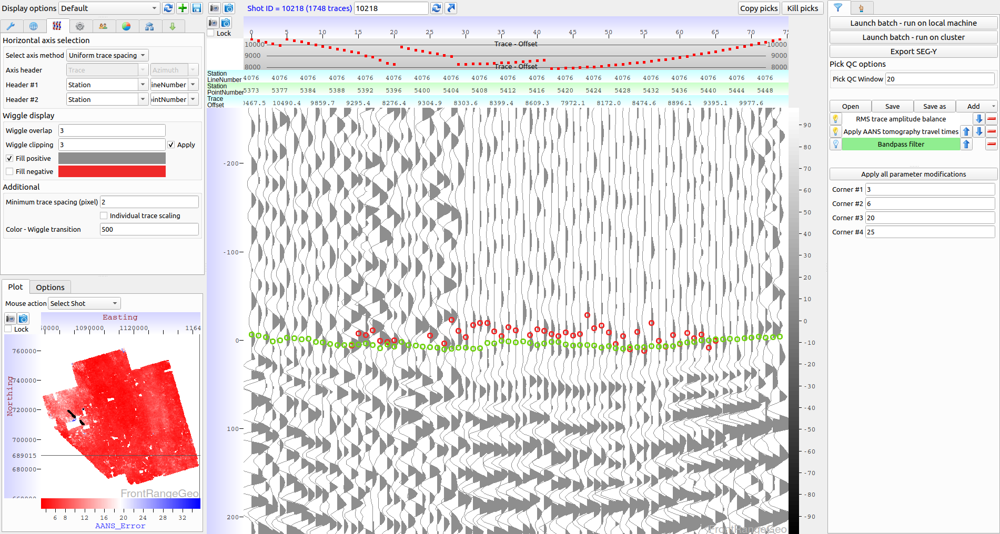 Display options Default
Shot ID = 10218 (1748 traces) 10218
Copy picks Kill picks
Horizontal axis selection
Select axis method Uniform trace spacing
Axis header Trace Azimuth
Header #1 Station ineNumber
Header #2 Station intNumber
Wiggle display
Wiggle overlap 3
Wiggle clipping 3 Apply
Fill positive
Fill negative
Additional
Minimum trace spacing (pixel) 2
Individual trace scaling
Color - Wiggle transition 500
Plot Options
Mouse action Select Shot
Lock
Easting
50000 1090000 1120000 1164
Northing
760000
740000
720000
700000
689015
680000
FrontRangeGeo
6 8 12 16 20 24 28 32
AANS_Error
Lock
0 5 10 15 20 25 30 35 40 45 50 55 60 65 70 75
10000 Trace - Offset 10000
9000 9000
8000 Trace - Offset 8000
Station
LineNumber
4076 4076 4076 4076 4076 4076 4076 4076 4076 4076 4076 4076 4076 4076 4076 4076 4076 4076 4076
Station
PointNumber
5373 5377 5384 5388 5392 5396 5400 5404 5408 5412 5416 5420 5424 5428 5432 5436 5440 5444 5448
Trace
Offset
0467.5 10490.4 9859.7 9295.4 8276.4 9304.9 8303.6 8399.4 8609.3 7972.1 8172.0 8474.6 8896.1 9395.1 9977.6
-200
-100
0
100
200
FrontRangeGeo
90
80
70
60
50
40
30
20
10
0
-10
-20
-30
-40
-50
-60
-70
-80
-90
Launch batch - run on local machine
Launch batch - run on cluster
Export SEG-Y
Pick QC options
Pick QC Window 20
Open Save Save as Add
RMS trace amplitude balance
Apply AANS tomography travel times
Bandpass filter
Apply all parameter modifications
Corner #1 3
Corner #2 6
Corner #3 20
Corner #4 25